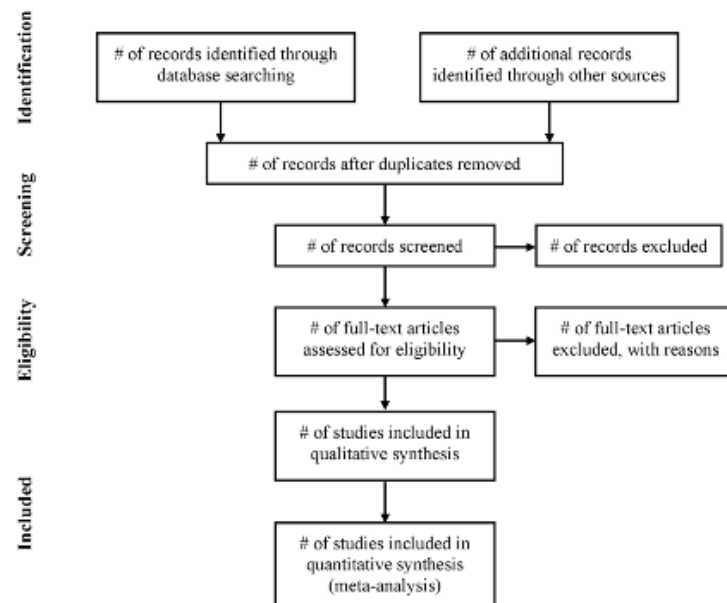 Identification
# of records identified through
database searching
# of additional records
identified through other sources
# of records after duplicates removed
Screening
# of records screened
# of records excluded
Eligibility
# of full-text articles
assessed for eligibility
# of full-text articles
excluded, with reasons
Included
# of studies included in
qualitative synthesis
# of studies included in
quantitative synthesis
(meta-analysis)